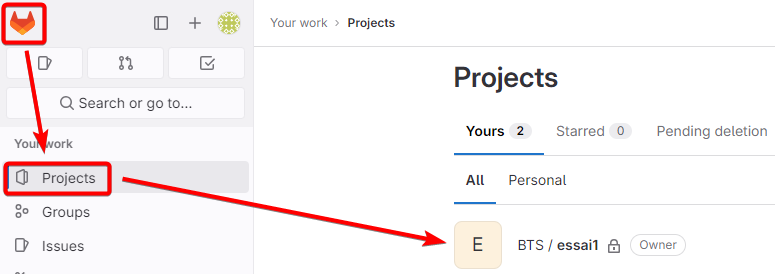 Your work > Projects
Search or go to...
Your work
Projects
Groups
Issues
Projects
Yours 2 Starred 0 Pending deletion
All Personal
E BTS / essai1 Owner